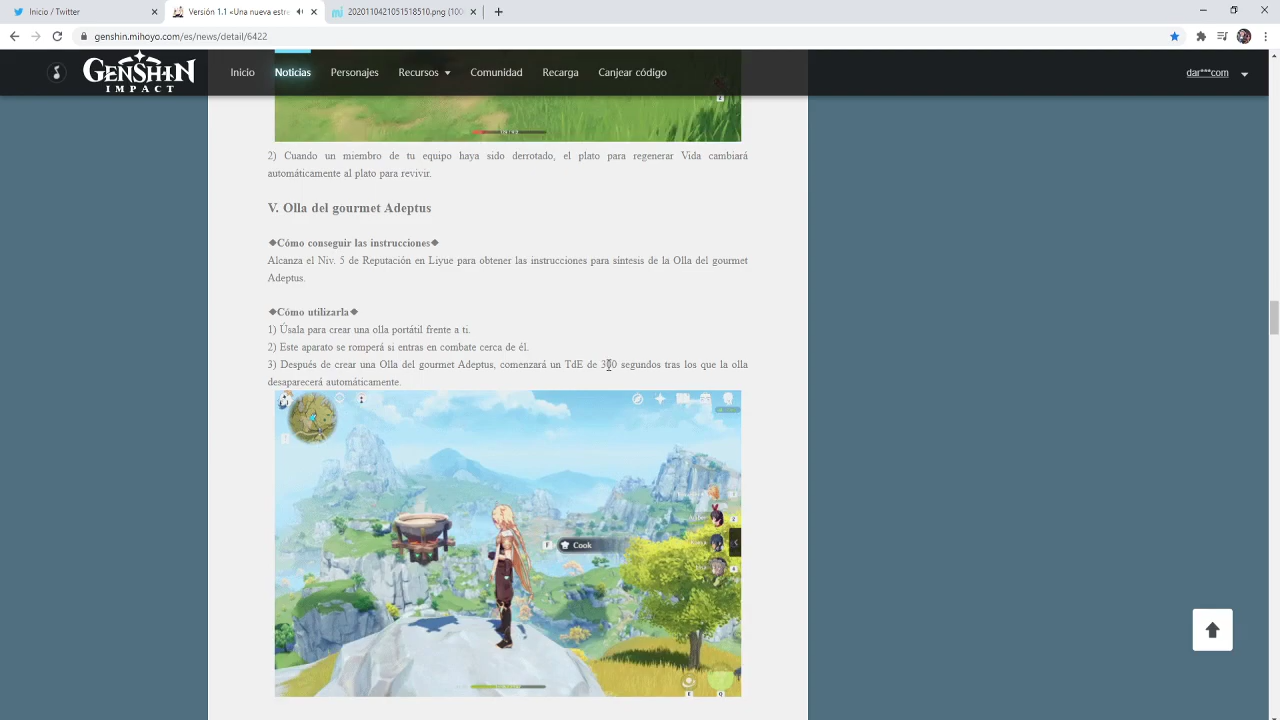 Inicio / Twitter
Versión 1.1 «Una nueva estre
20201104210515185​10.png (100
genshin.mihoyo.com/es/news/detail/6422
GENSHIN
IMPACT
Inicio
Noticias
Personajes
Recursos
Comunidad
Recarga
Canjear código
dar***com
2) Cuando un miembro de tu equipo haya sido derrotado, el plato para regenerar Vida cambiará
automáticamente al plato para revivir.
V. Olla del gourmet Adeptus
◆Cómo conseguir las instrucciones◆
Alcanza el Niv. 5 de Reputación en Liyue para obtener las instrucciones para síntesis de la Olla del gourmet
Adeptus.
◆Cómo utilizarla◆
1) Úsala para crear una olla portátil frente a ti.
2) Este aparato se romperá si entras en combate cerca de él.
3) Después de crear una Olla del gourmet Adeptus, comenzará un TdE de 300 segundos tras los que la olla
desaparecerá automáticamente.
Amber
F
Cook
E
Q